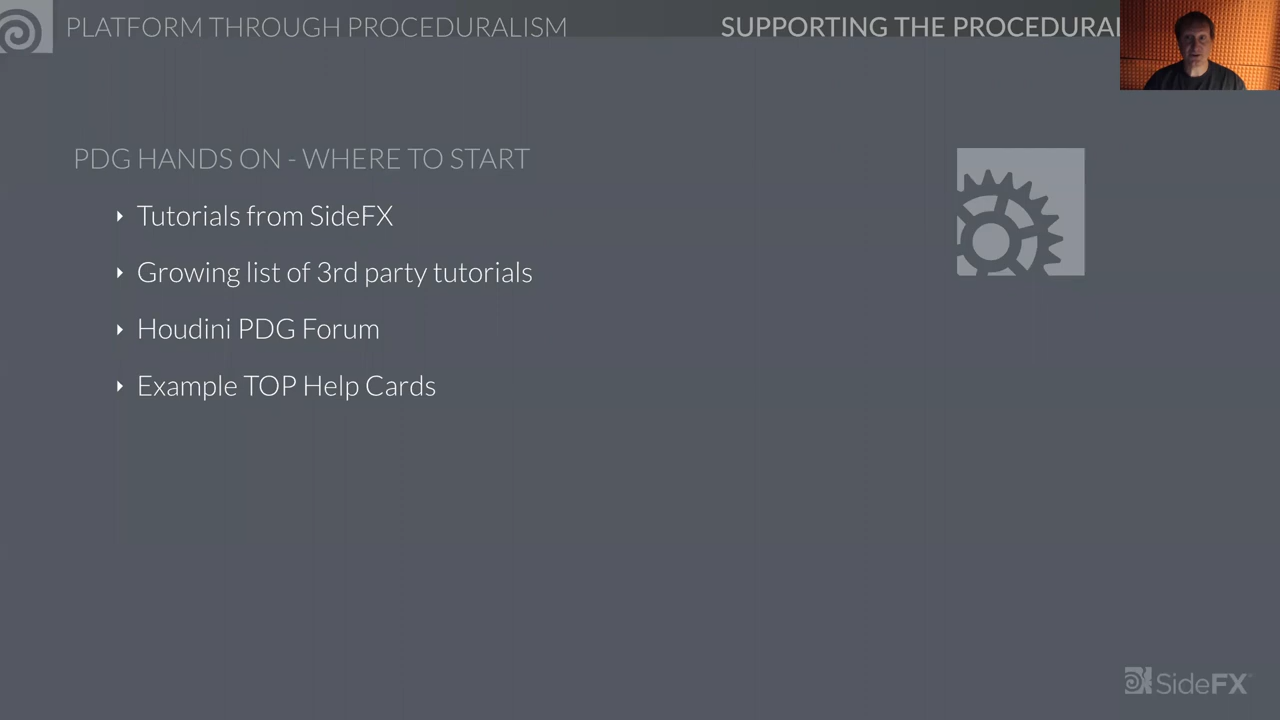 PLATFORM THROUGH PROCEDURALISM
SUPPORTING THE PROCEDURAL
PDG HANDS ON - WHERE TO START
Tutorials from SideFX
Growing list of 3rd party tutorials
Houdini PDG Forum
Example TOP Help Cards
SideFX